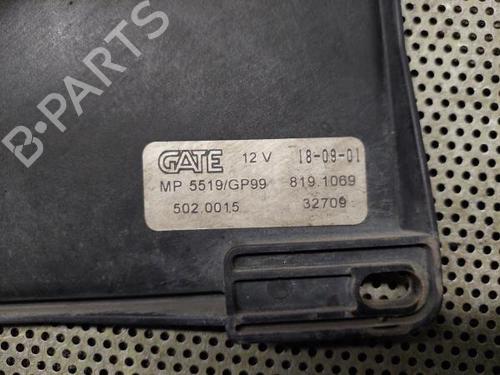 B-PARTS
GATE 12 V 18-09-01
MP 5519/GP99 819.1069
502.0015 32709